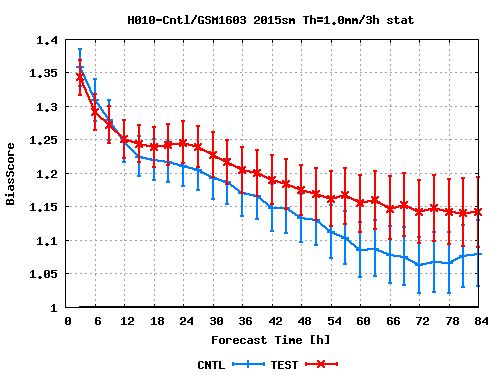 H010-Cntl/GSM1603 2015sm Th=1.0mm/3h stat
1.4
1.35
1.3
1.25
1.2
1.15
1.1
1.05
1
BiasScore
0 6 12 18 24 30 36 42 48 54 60 66 72 78 84
Forecast Time [h]
CNTL TEST